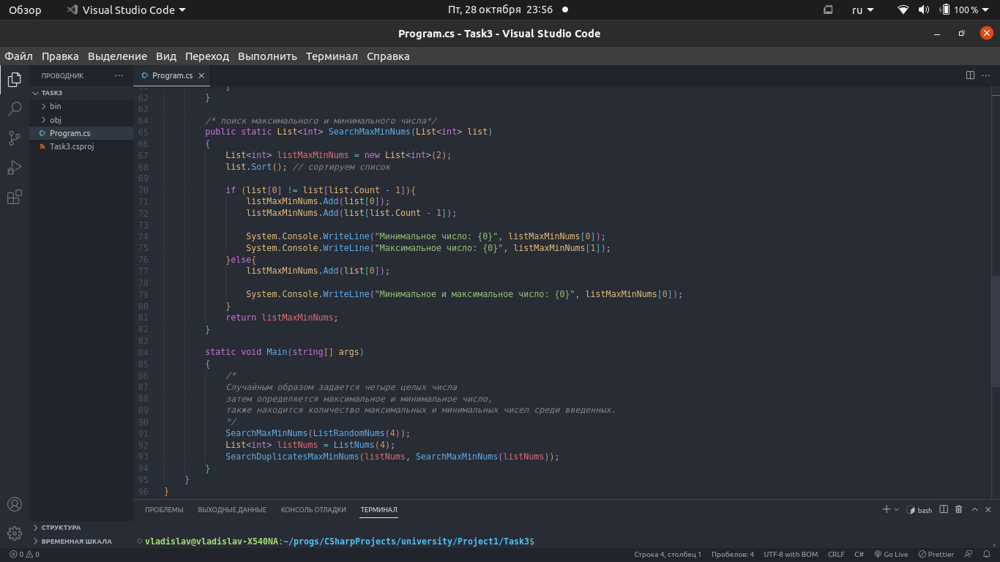 Обзор Visual Studio Code Пт, 28 октября 23:56 ru 100 %
Program.cs - Task3 - Visual Studio Code
Файл Правка Выделение Вид Переход Выполнить Терминал Справка
ПРОВОДНИК ···
TASK3
bin
obj
Program.cs
Task3.csproj
СТРУКТУРА
ВРЕМЕННАЯ ШКАЛА
Program.cs
61 }
62 }
63
64 /* поиск максимального и минимального числа*/
65 public static List<int> SearchMaxMinNums(List<int> list)
66 {
67 List<int> listMaxMinNums = new List<int>(2);
68 list.Sort(); // сортируем список
69
70 if (list[0] != list[list.Count - 1]){
71 listMaxMinNums.Add(list[0]);
72 listMaxMinNums.Add(list[list.Count - 1]);
73
74 System.Console.WriteLine("Минимальное число: {0}", listMaxMinNums[0]);
75 System.Console.WriteLine("Максимальное число: {0}", listMaxMinNums[1]);
76 }else{
77 listMaxMinNums.Add(list[0]);
78
79 System.Console.WriteLine("Минимальное и максимальное число: {0}", listMaxMinNums[0]);
80 }
81 return listMaxMinNums;
82 }
83
84 static void Main(string[] args)
85 {
86 /*
87 Случайным образом задается четыре целых числа
88 затем определяется максимальное и минимальное число,
89 также находится количество максимальных и минимальных чисел среди введенных.
90 */
91 SearchMaxMinNums(ListRandomNums(4));
92 List<int> listNums = ListNums(4);
93 SearchDuplicatesMaxMinNums(listNums, SearchMaxMinNums(listNums));
94 }
95 }
96 }
ПРОБЛЕМЫ ВЫХОДНЫЕ ДАННЫЕ КОНСОЛЬ ОТЛАДКИ ТЕРМИНАЛ bash
vladislav@vladislav-X540NA:~/progs/CSharpProjects/university/Project1/Task3$
0 0 Строка 4, столбец 1 Пробелов: 4 UTF-8 with BOM CRLF C# Go Live Prettier